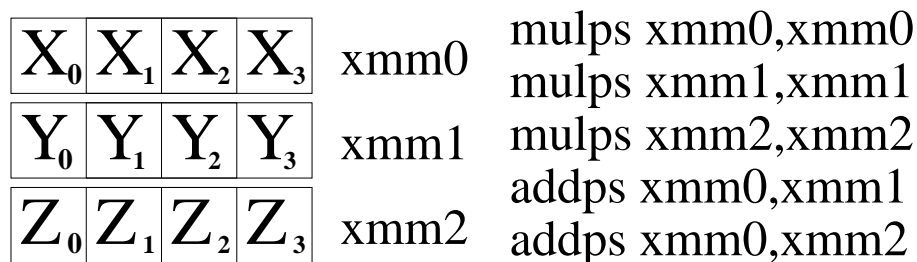 X₀ X₁ X₂ X₃ xmm0
Y₀ Y₁ Y₂ Y₃ xmm1
Z₀ Z₁ Z₂ Z₃ xmm2
mulps xmm0,xmm0
mulps xmm1,xmm1
mulps xmm2,xmm2
addps xmm0,xmm1
addps xmm0,xmm2